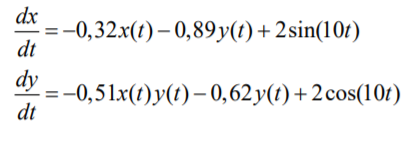 dx/dt = −0,32x(t) − 0,89y(t) + 2sin(10t)
dy/dt = −0,51x(t)y(t) − 0,62y(t) + 2cos(10t)